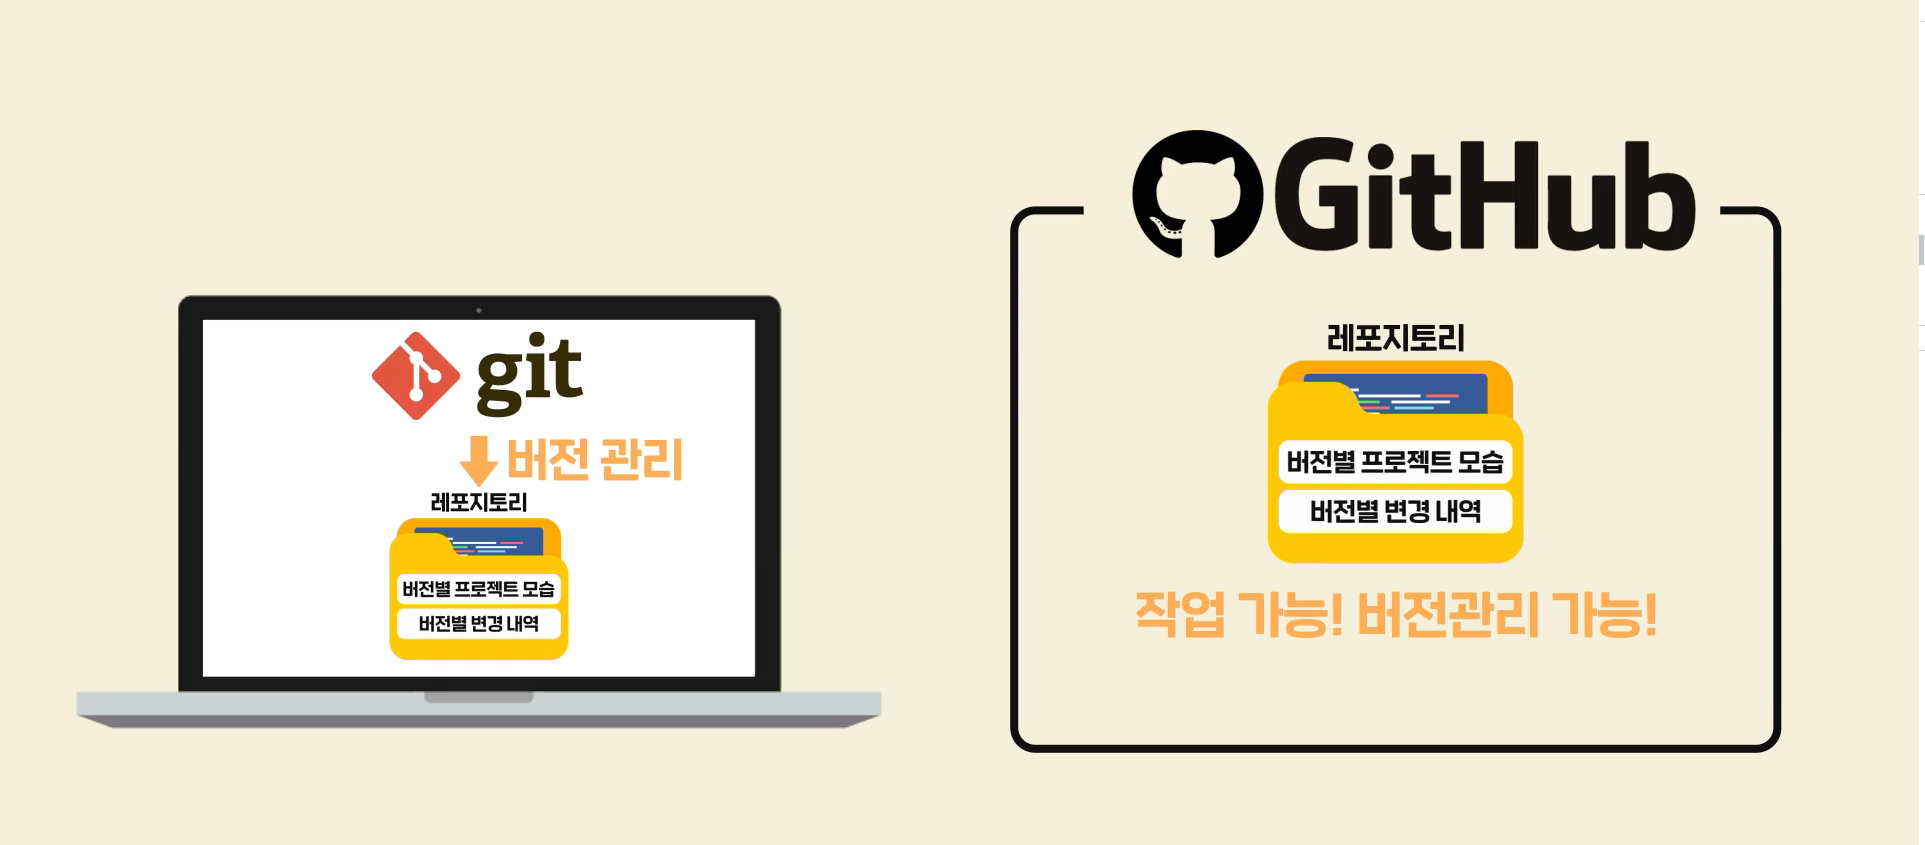 git
버전 관리
레포지토리
버전별 프로젝트 모습
버전별 변경 내역
GitHub
레포지토리
버전별 프로젝트 모습
버전별 변경 내역
작업 가능! 버전관리 가능!